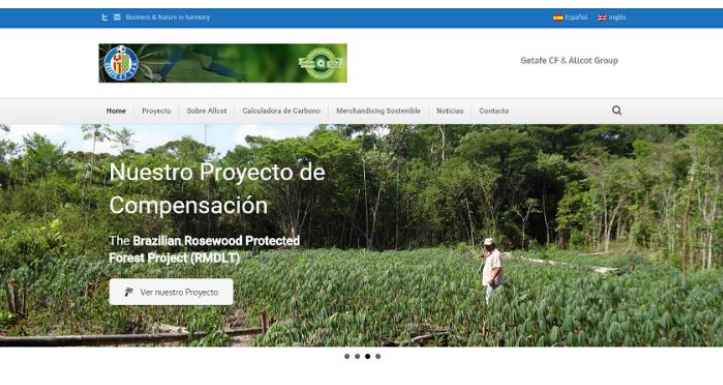 Business & Nature in harmony
Español
Inglés
Getafe CF & Allcot Group
Home
Proyecto
Sobre Allcot
Calculadora de Carbono
Merchandising Sostenible
Noticias
Contacto
Nuestro Proyecto de
Compensación
The Brazilian Rosewood Protected
Forest Project (RMDLT)
Ver nuestro Proyecto